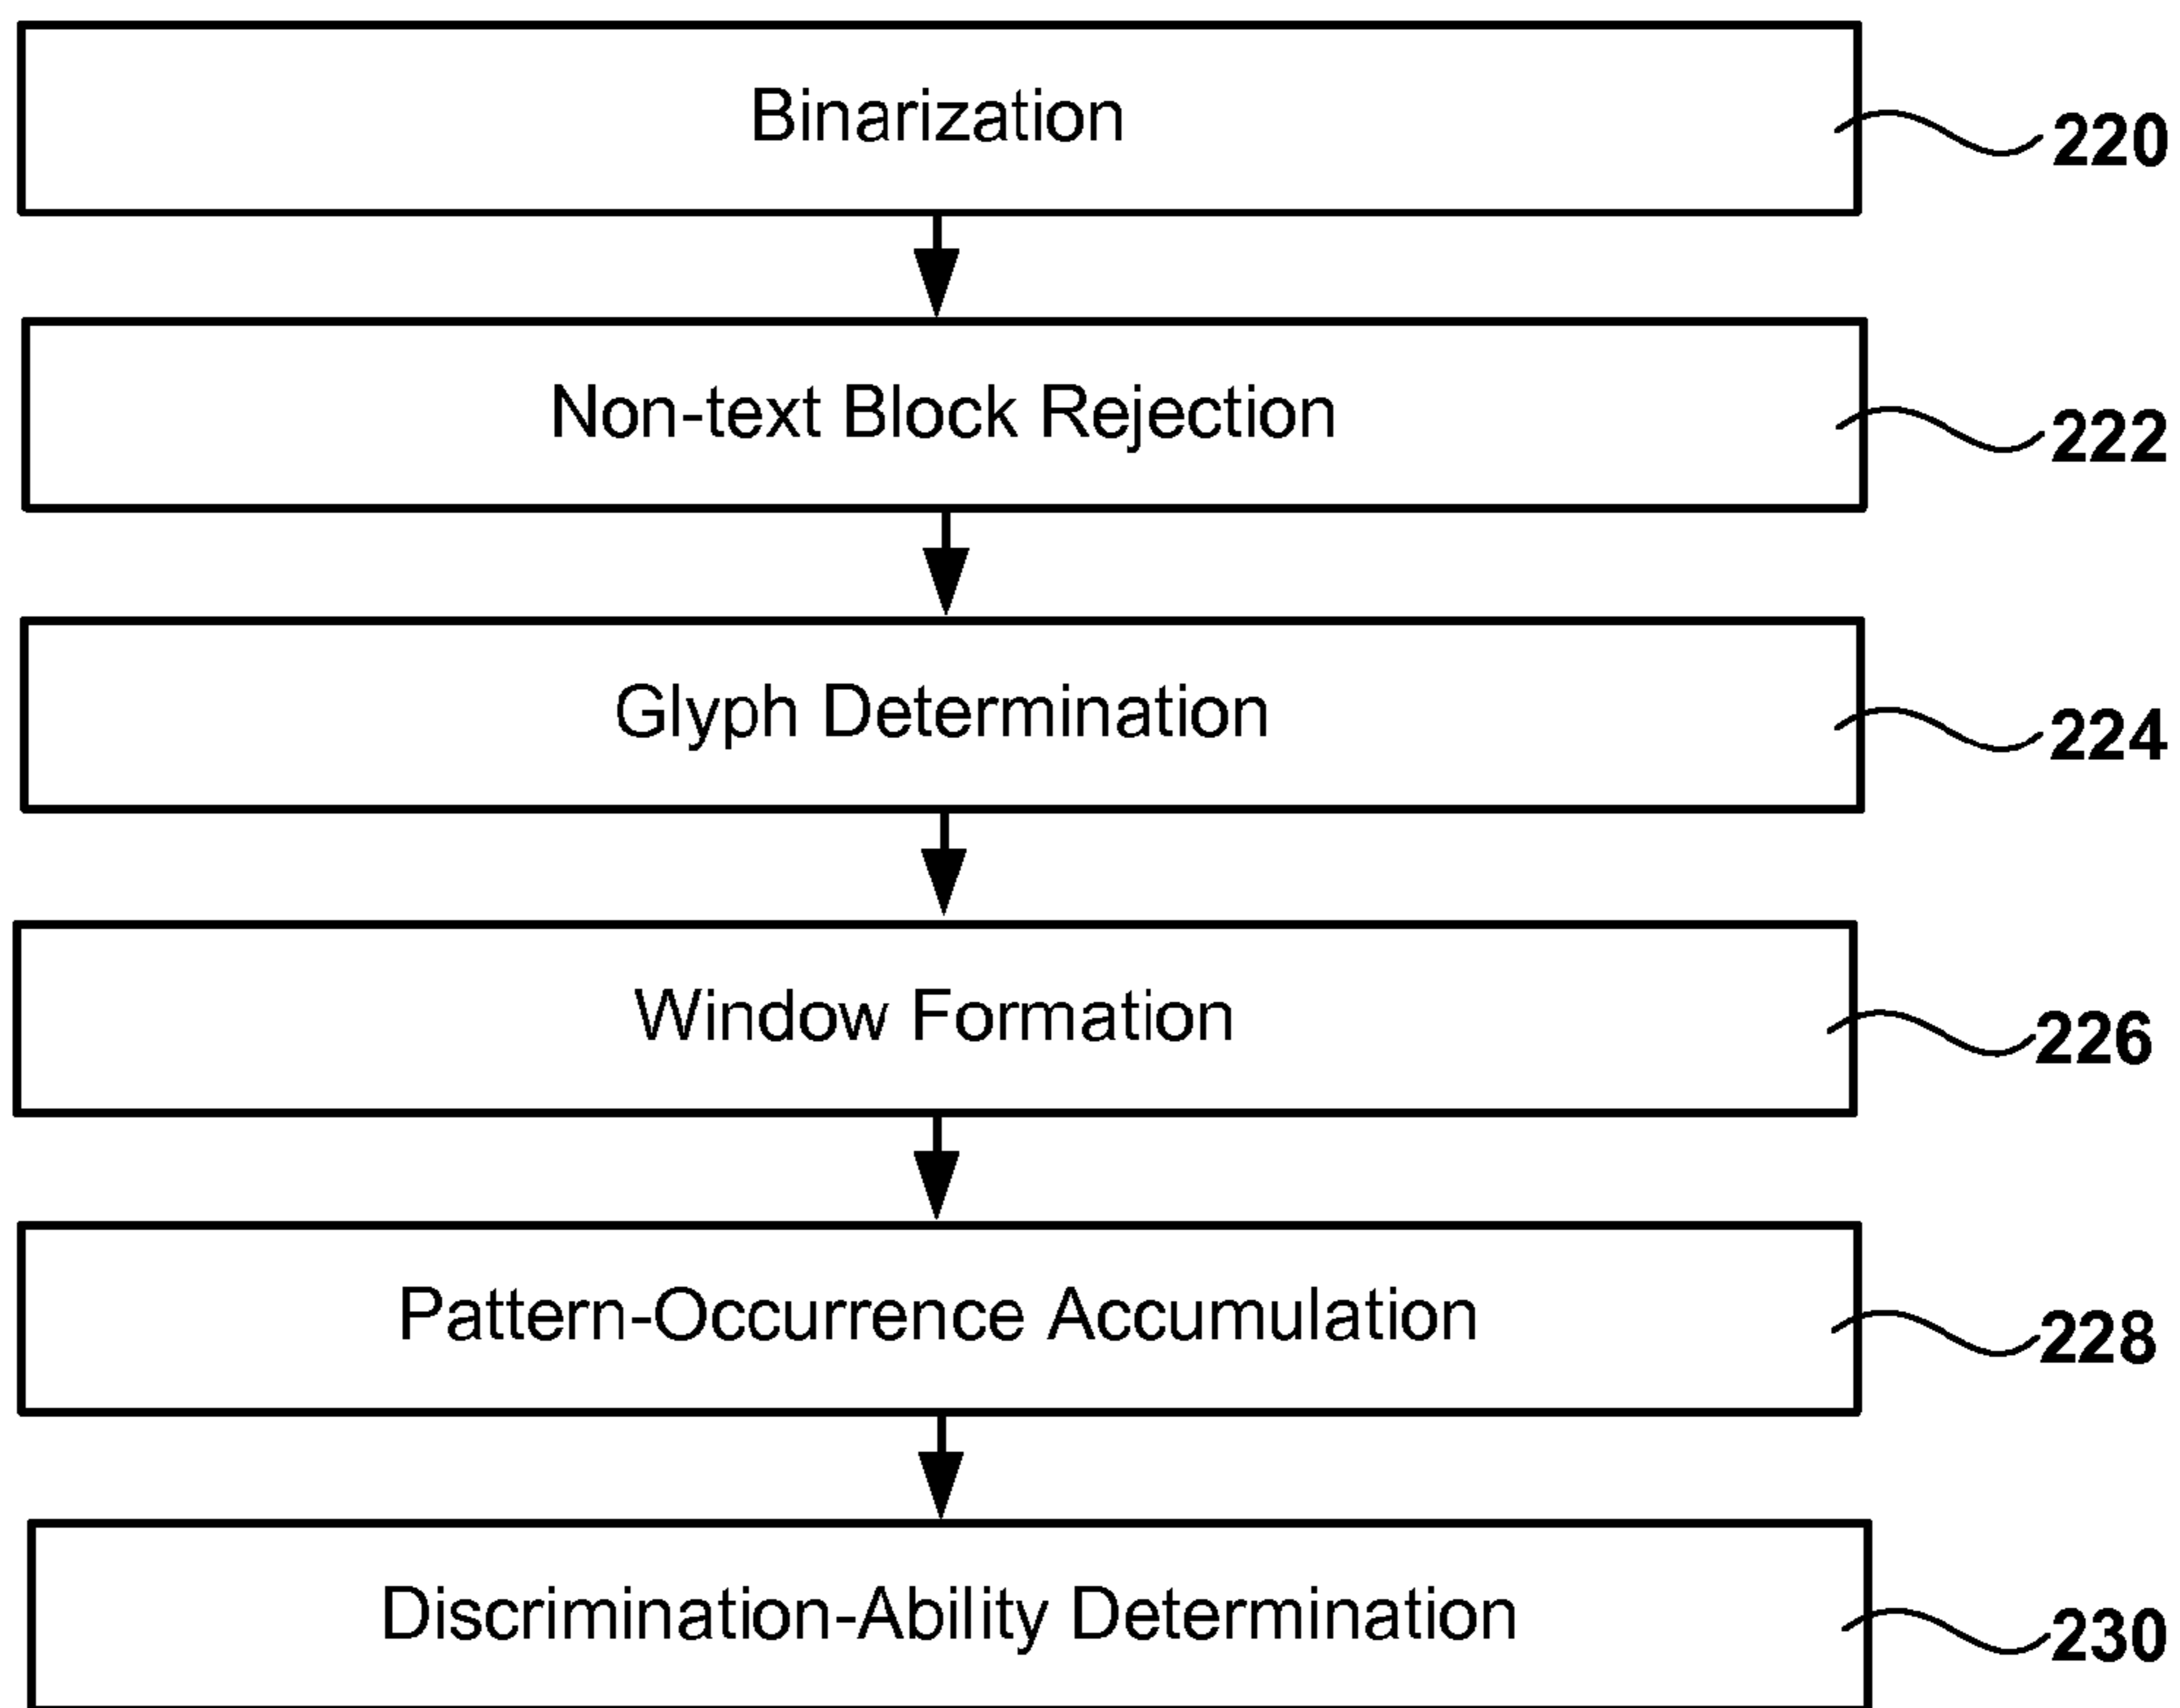 Binarization
220
Non-text Block Rejection
222
Glyph Determination
224
Window Formation
226
Pattern-Occurrence Accumulation
228
Discrimination-Ability Determination
230